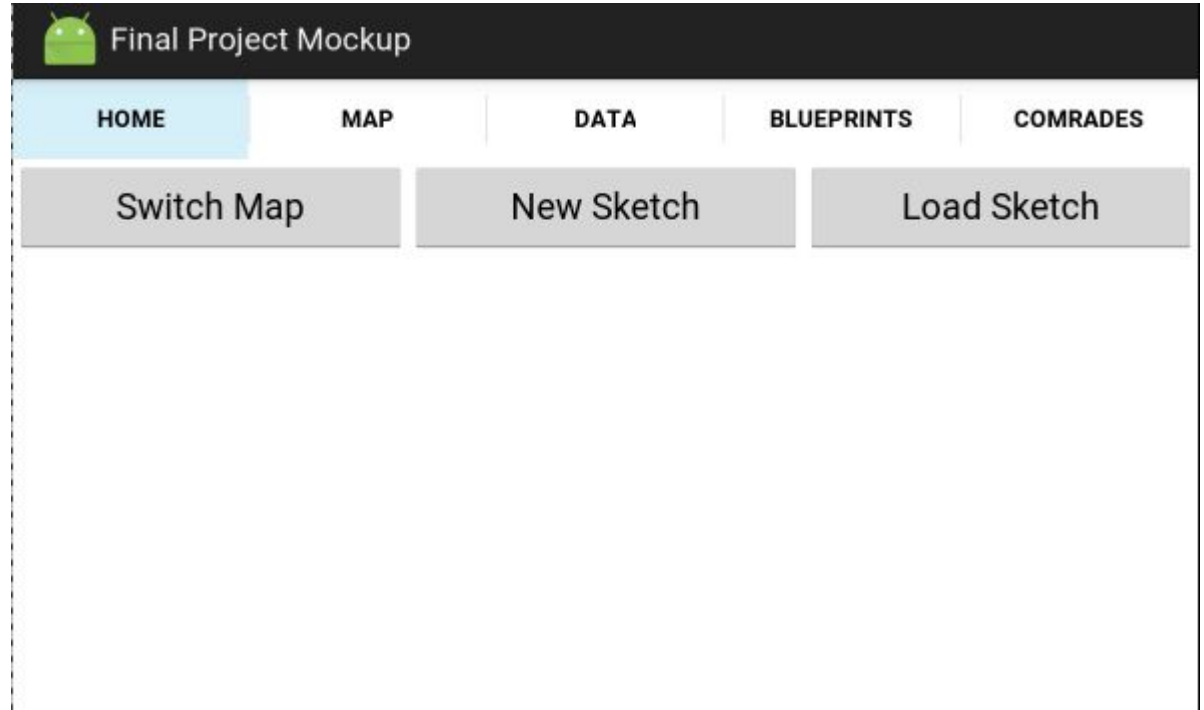 Final Project Mockup
HOME MAP DATA BLUEPRINTS COMRADES
Switch Map New Sketch Load Sketch